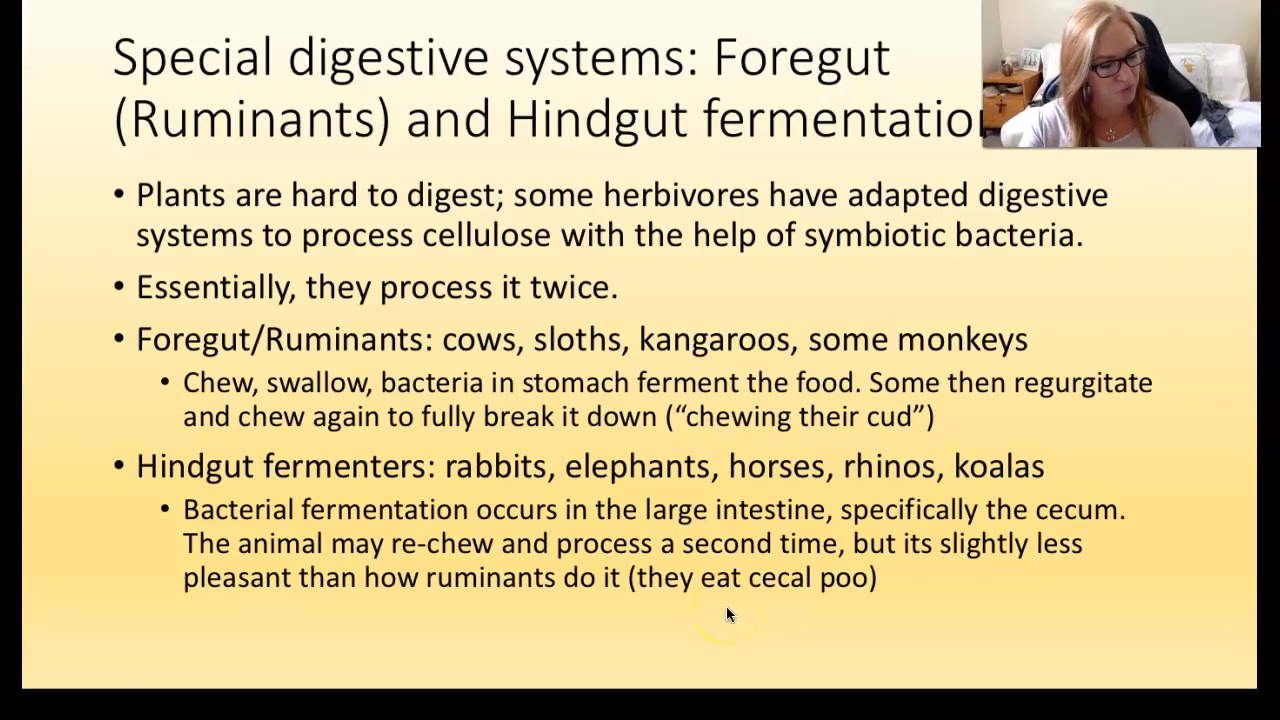 Special digestive systems: Foregut
(Ruminants) and Hindgut fermentation
• Plants are hard to digest; some herbivores have adapted digestive
systems to process cellulose with the help of symbiotic bacteria.
• Essentially, they process it twice.
• Foregut/Ruminants: cows, sloths, kangaroos, some monkeys
• Chew, swallow, bacteria in stomach ferment the food. Some then regurgitate
and chew again to fully break it down (“chewing their cud”)
• Hindgut fermenters: rabbits, elephants, horses, rhinos, koalas
• Bacterial fermentation occurs in the large intestine, specifically the cecum.
The animal may re-chew and process a second time, but its slightly less
pleasant than how ruminants do it (they eat cecal poo)